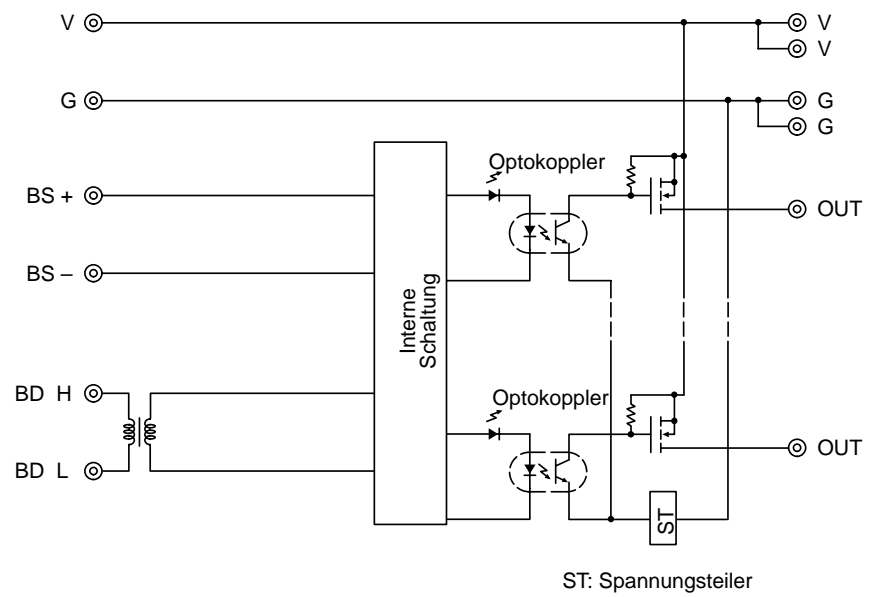 V
V
V
G
G
G
Optokoppler
BS +
OUT
BS –
Interne
Schaltung
BD H
Optokoppler
OUT
BD L
ST
ST: Spannungsteiler